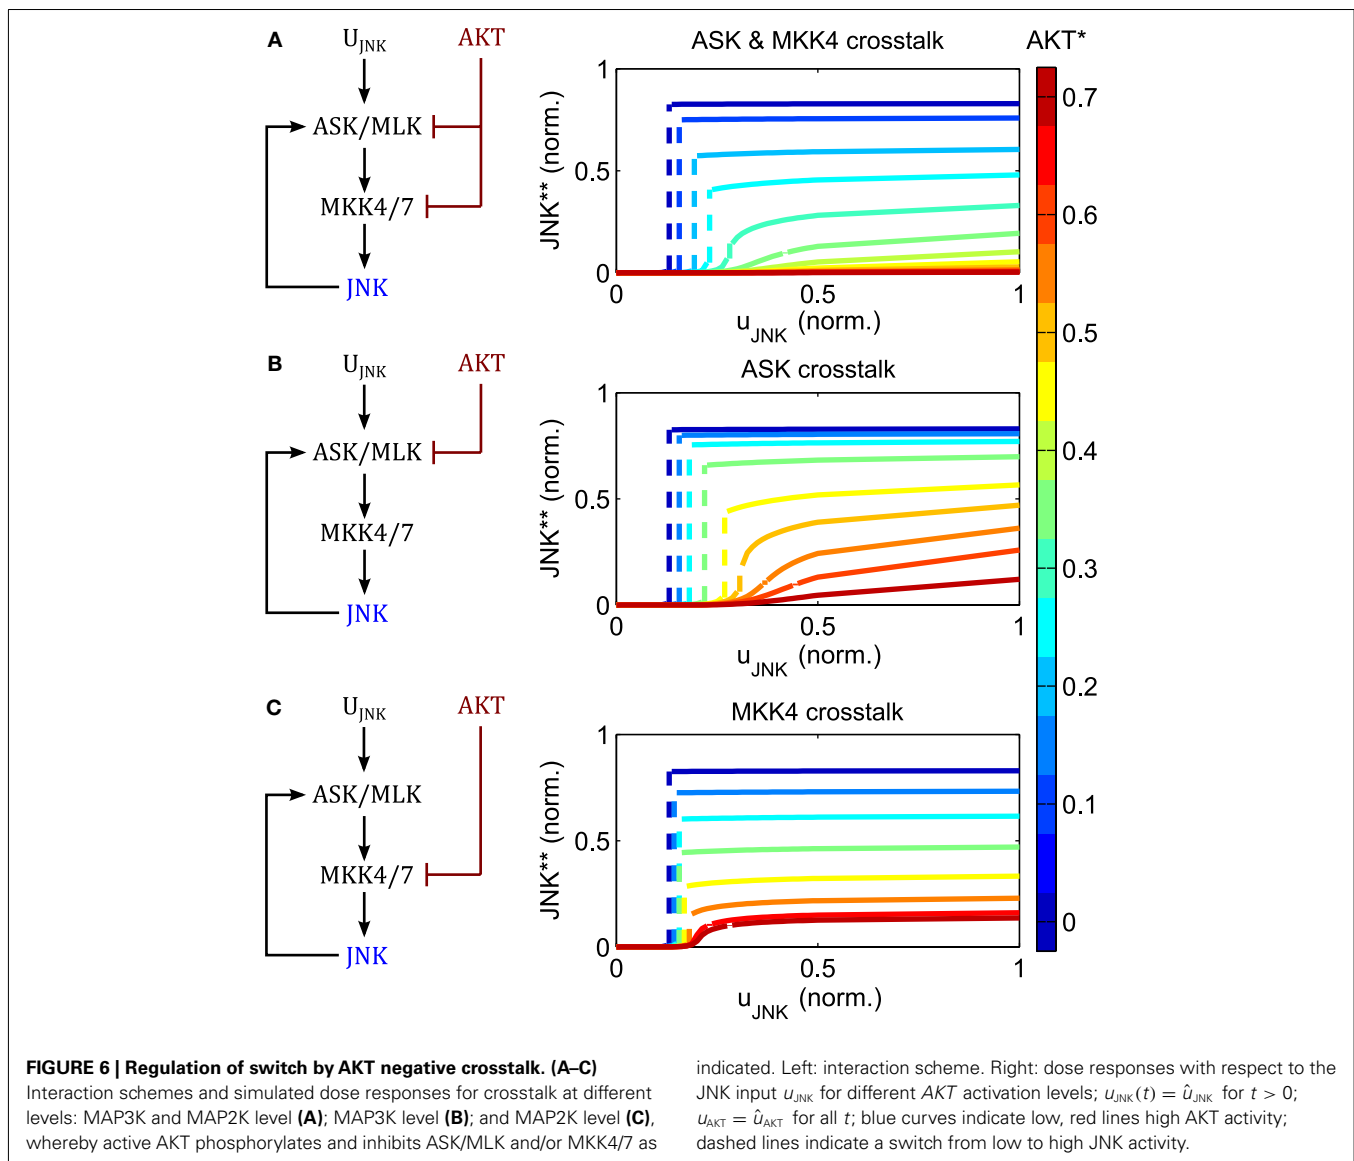 A
U_JNK
AKT
ASK/MLK
MKK4/7
JNK
ASK & MKK4 crosstalk
1
0.5
0
JNK** (norm.)
0
0.5
1
u_JNK (norm.)
B
U_JNK
AKT
ASK/MLK
MKK4/7
JNK
ASK crosstalk
1
0.5
0
JNK** (norm.)
0
0.5
1
u_JNK (norm.)
C
U_JNK
AKT
ASK/MLK
MKK4/7
JNK
MKK4 crosstalk
1
0.5
0
JNK** (norm.)
0
0.5
1
u_JNK (norm.)
AKT*
0.7
0.6
0.5
0.4
0.3
0.2
0.1
0
FIGURE 6 | Regulation of switch by AKT negative crosstalk. (A–C)
Interaction schemes and simulated dose responses for crosstalk at different
levels: MAP3K and MAP2K level (A); MAP3K level (B); and MAP2K level (C),
whereby active AKT phosphorylates and inhibits ASK/MLK and/or MKK4/7 as
indicated. Left: interaction scheme. Right: dose responses with respect to the
JNK input u_JNK for different AKT activation levels; u_JNK(t) = û_JNK for t > 0;
u_AKT = û_AKT for all t; blue curves indicate low, red lines high AKT activity;
dashed lines indicate a switch from low to high JNK activity.